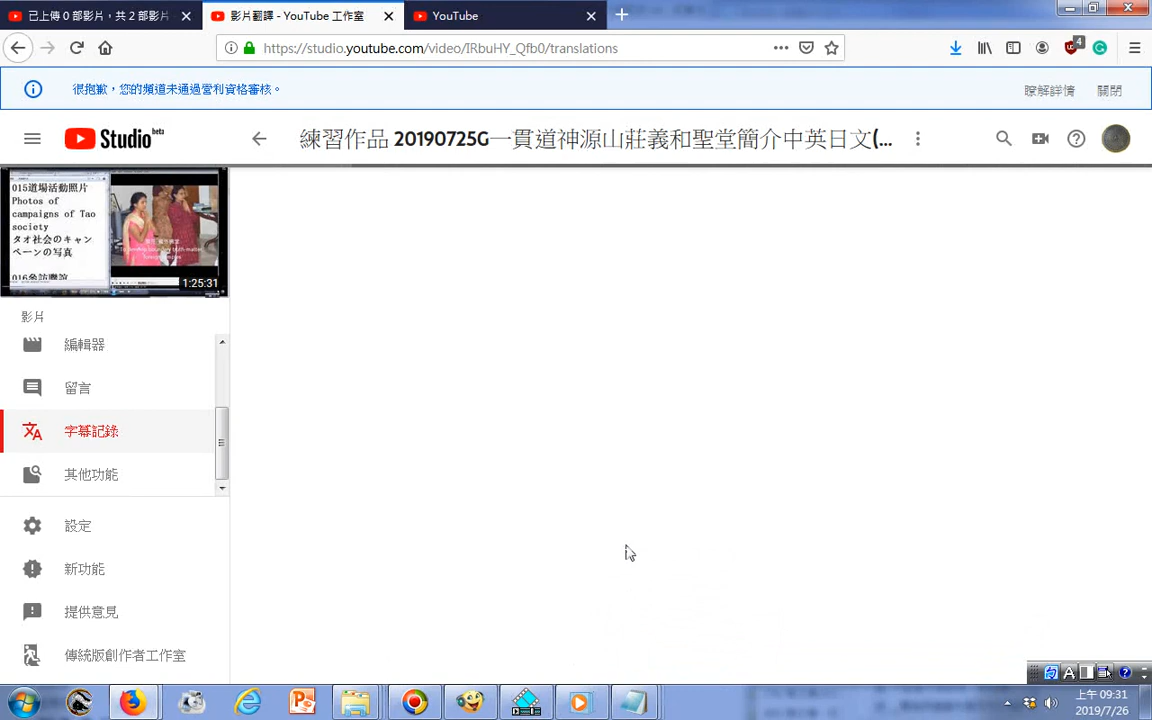 已上傳 0 部影片，共 2 部影片
影片翻譯 - YouTube 工作室
YouTube
https://studio.youtube.com/video/IRbuHY_Qfb0/translations
4
很抱歉，您的頻道未通過營利資格審核。
瞭解詳情
關閉
Studio beta
練習作品 20190725G一貫道神源山莊義和聖堂簡介中英日文(...
015道場活動照片
Photos of
campaigns of Tao
society
タオ社会のキャン
ペーンの写真
1:25:31
影片
編輯器
留言
字幕記錄
其他功能
設定
新功能
提供意見
傳統版創作者工作室
A
上午 09:31
2019/7/26